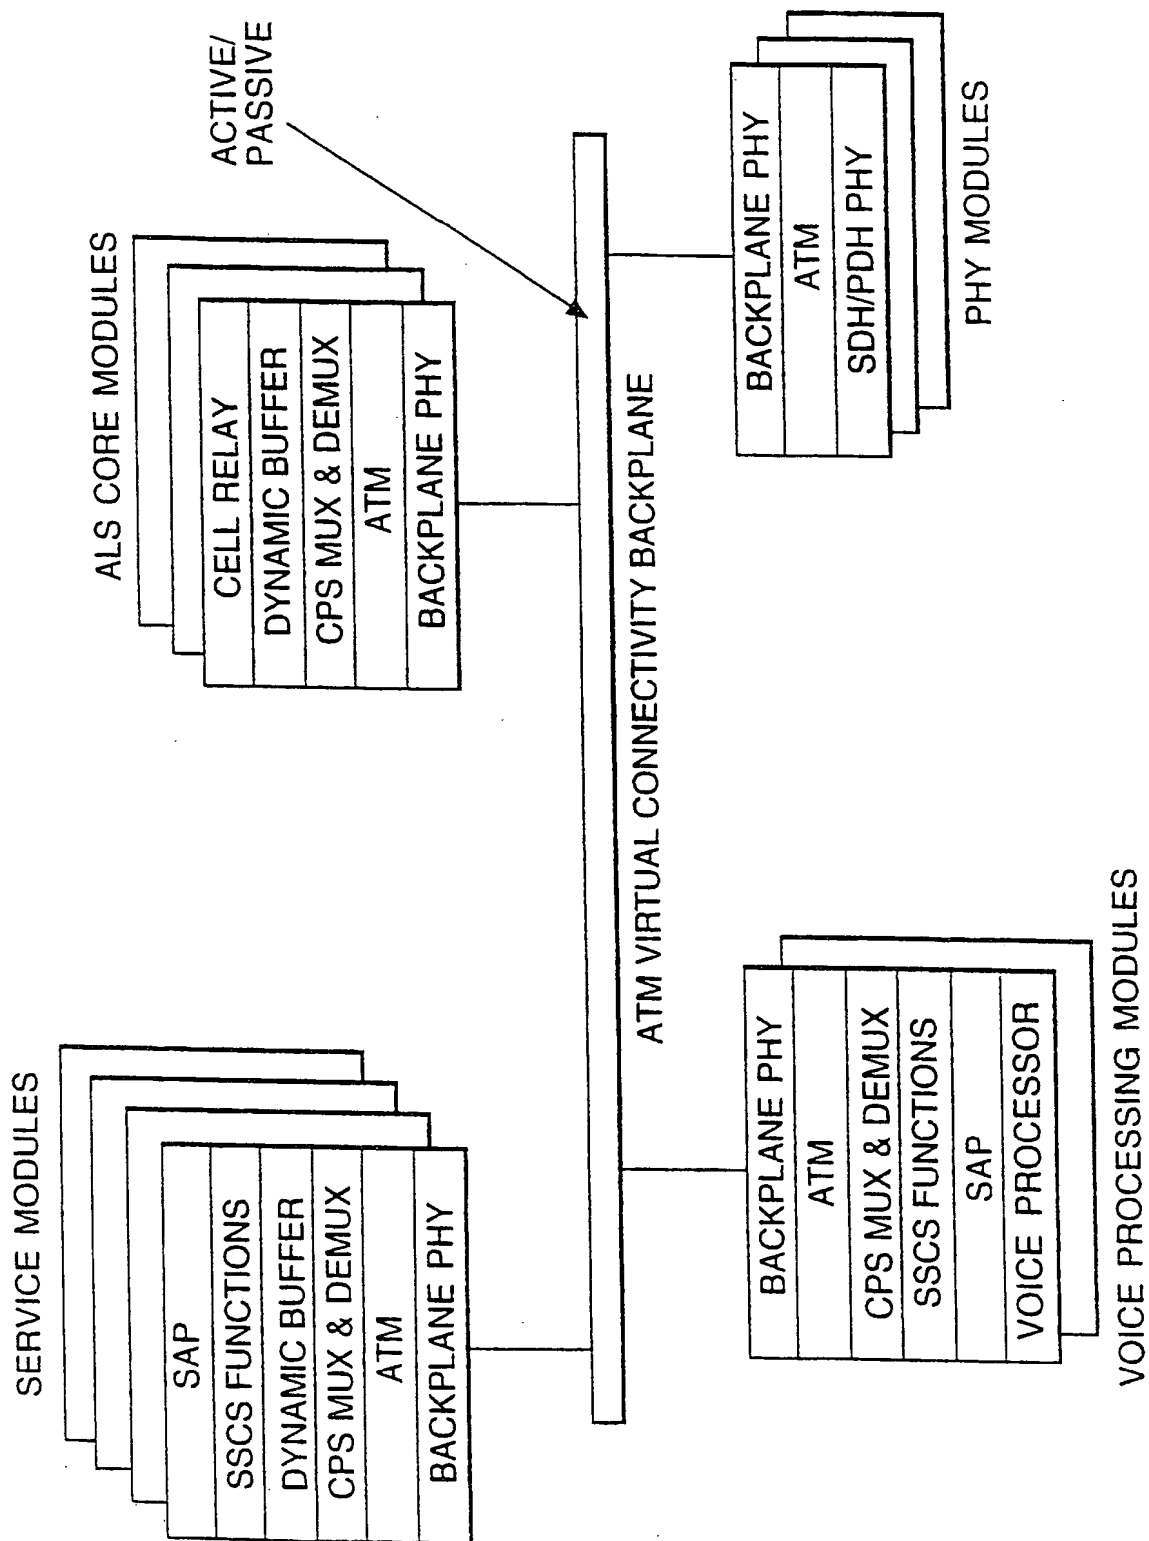 SERVICE MODULES
SAP
SSCS FUNCTIONS
DYNAMIC BUFFER
CPS MUX & DEMUX
ATM
BACKPLANE PHY
ALS CORE MODULES
CELL RELAY
DYNAMIC BUFFER
CPS MUX & DEMUX
ATM
BACKPLANE PHY
ACTIVE/
PASSIVE
ATM VIRTUAL CONNECTIVITY BACKPLANE
BACKPLANE PHY
ATM
CPS MUX & DEMUX
SSCS FUNCTIONS
SAP
VOICE PROCESSOR
VOICE PROCESSING MODULES
BACKPLANE PHY
ATM
SDH/PDH PHY
PHY MODULES